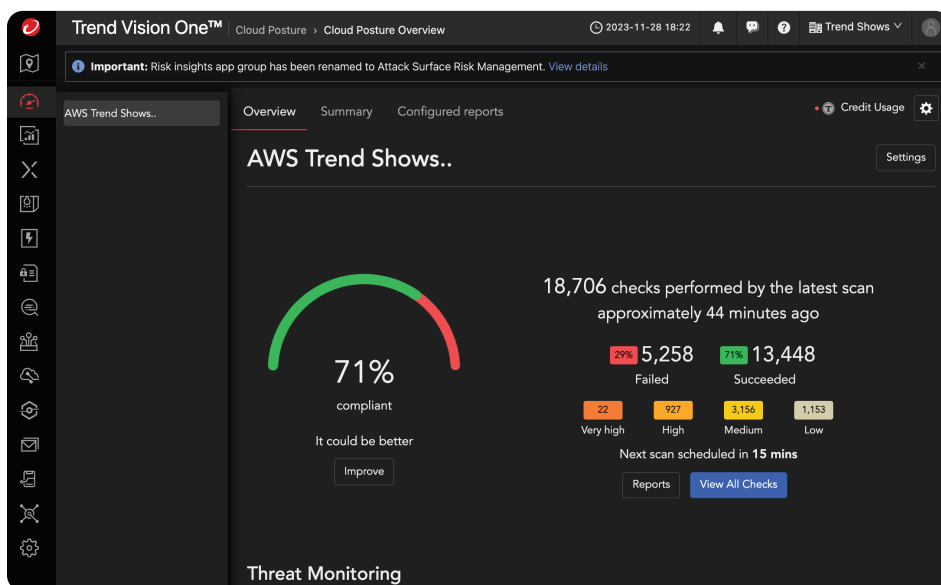 Trend Vision One™
Cloud Posture › Cloud Posture Overview
2023-11-28 18:22
Trend Shows
Important: Risk insights app group has been renamed to Attack Surface Risk Management. View details
AWS Trend Shows..
Overview
Summary
Configured reports
Credit Usage
AWS Trend Shows..
Settings
71%
compliant
It could be better
Improve
18,706 checks performed by the latest scan
approximately 44 minutes ago
29% 5,258
Failed
71% 13,448
Succeeded
22
Very high
927
High
3,156
Medium
1,153
Low
Next scan scheduled in 15 mins
Reports
View All Checks
Threat Monitoring